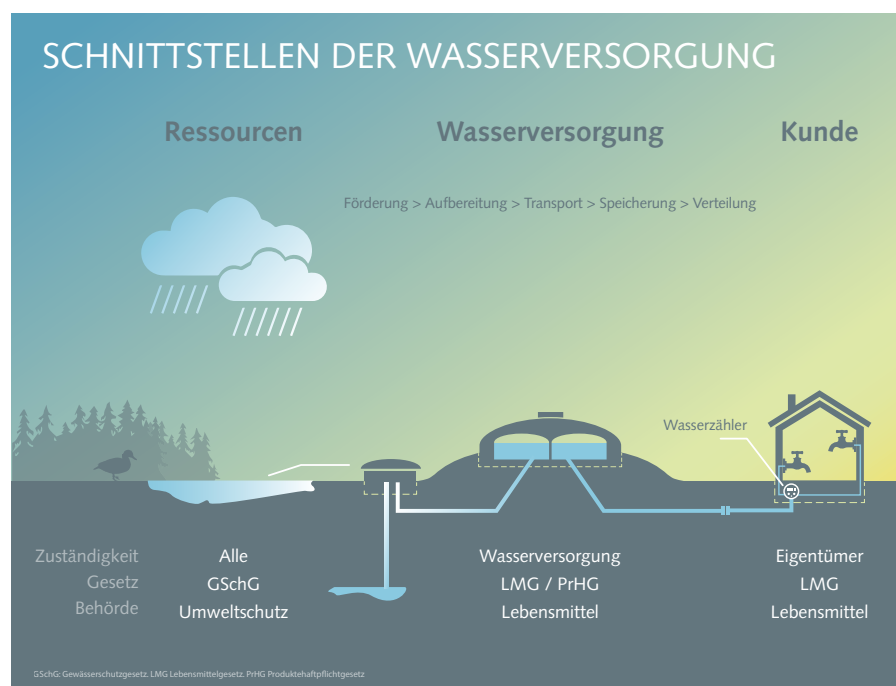 SCHNITTSTELLEN DER WASSERVERSORGUNG
Ressourcen Wasserversorgung Kunde
Förderung > Aufbereitung > Transport > Speicherung > Verteilung
Wasserzähler
Zuständigkeit Alle Wasserversorgung Eigentümer
Gesetz GSchG LMG / PrHG LMG
Behörde Umweltschutz Lebensmittel Lebensmittel
GSchG: Gewässerschutzgesetz. LMG Lebensmittelgesetz. PrHG Produktehaftpflichtgesetz